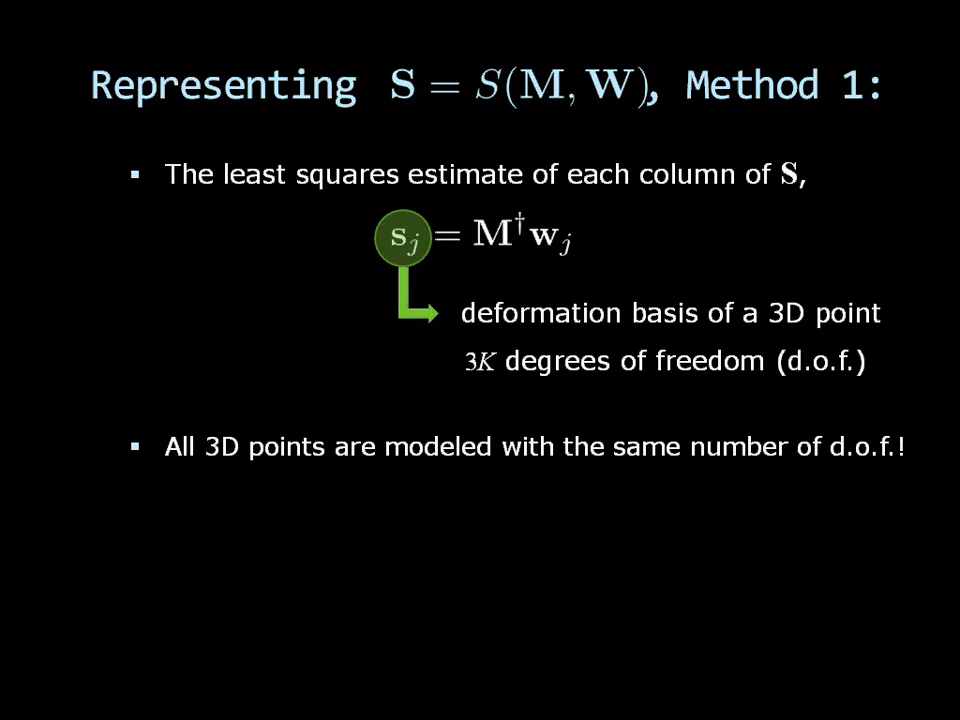 Representing S = S(M, W), Method 1:
▪ The least squares estimate of each column of S,
s_j = M^† w_j
deformation basis of a 3D point
3K degrees of freedom (d.o.f.)
▪ All 3D points are modeled with the same number of d.o.f.!